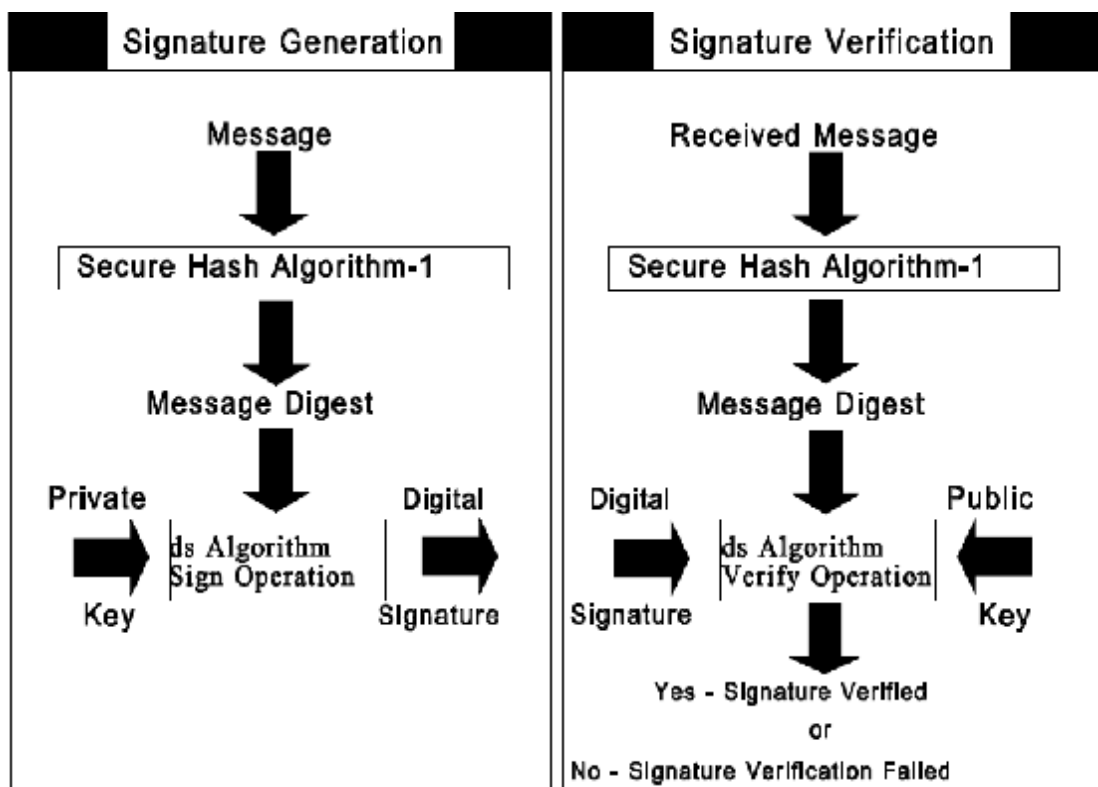 Signature Generation
Message
Secure Hash Algorithm-1
Message Digest
Private
Key
ds Algorithm
Sign Operation
Digital
Signature
Signature Verification
Received Message
Secure Hash Algorithm-1
Message Digest
Digital
Signature
ds Algorithm
Verify Operation
Public
Key
Yes - Signature Verified
or
No - Signature Verification Failed